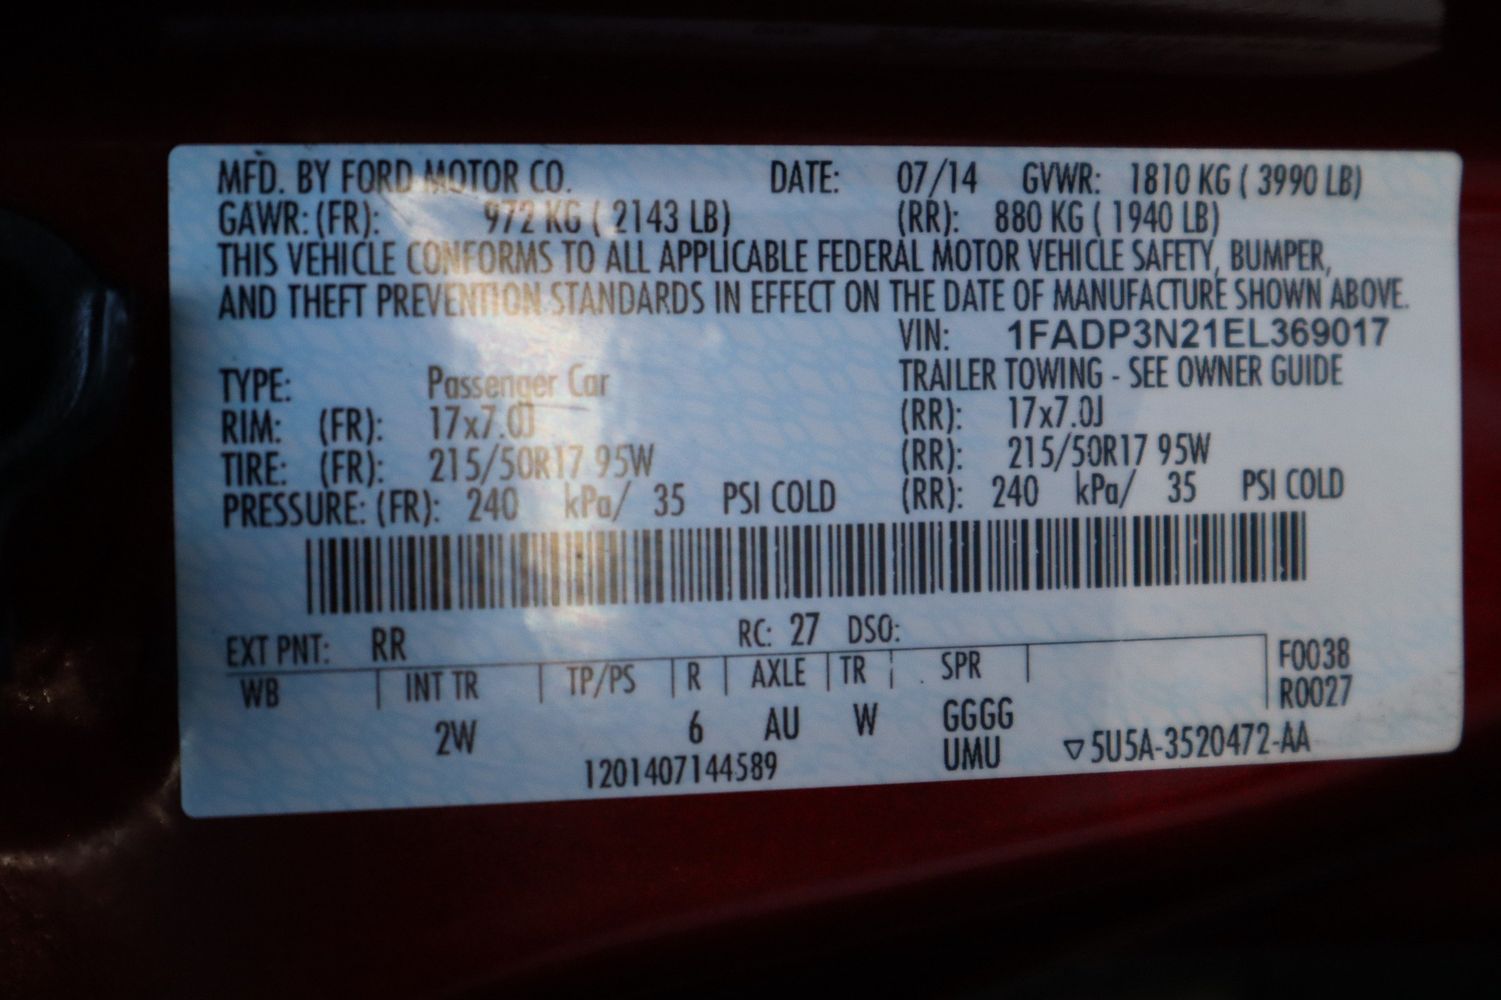 MFD. BY FORD MOTOR CO. DATE: 07/14 GVWR: 1810 KG ( 3990 LB)
GAWR: (FR): 972 KG ( 2143 LB) (RR): 880 KG ( 1940 LB)
THIS VEHICLE CONFORMS TO ALL APPLICABLE FEDERAL MOTOR VEHICLE SAFETY, BUMPER,
AND THEFT PREVENTION STANDARDS IN EFFECT ON THE DATE OF MANUFACTURE SHOWN ABOVE.
VIN: 1FADP3N21EL369017
TYPE: Passenger Car TRAILER TOWING - SEE OWNER GUIDE
RIM: (FR): 17x7.0J (RR): 17x7.0J
TIRE: (FR): 215/50R17 95W (RR): 215/50R17 95W
PRESSURE: (FR): 240 kPa/ 35 PSI COLD (RR): 240 kPa/ 35 PSI COLD
EXT PNT: RR RC: 27 DSO:
WB | INT TR | TP/PS | R | AXLE | TR | SPR | F0038
R0027
2W 6 AU W GGGG
UMU ▽5U5A-3520472-AA
1201407144589